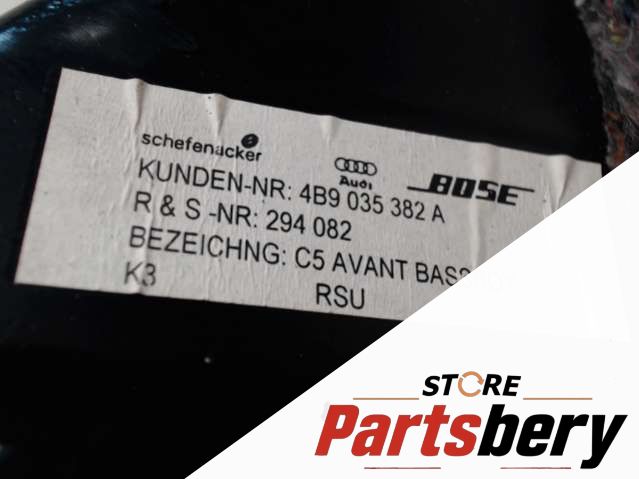 schefenacker
Audi
BOSE
KUNDEN-NR: 4B9 035 382 A
R & S -NR: 294 082
BEZEICHNG: C5 AVANT
K3
RSU
STORE
Partsbery